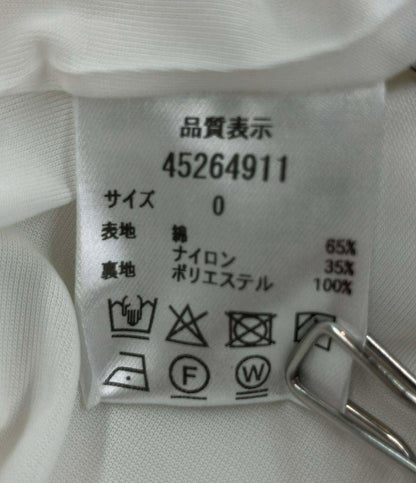 品質表示
45264911
サイズ 0
表地 綿 65%
ナイロン 35%
裏地 ポリエステル 100%
F W